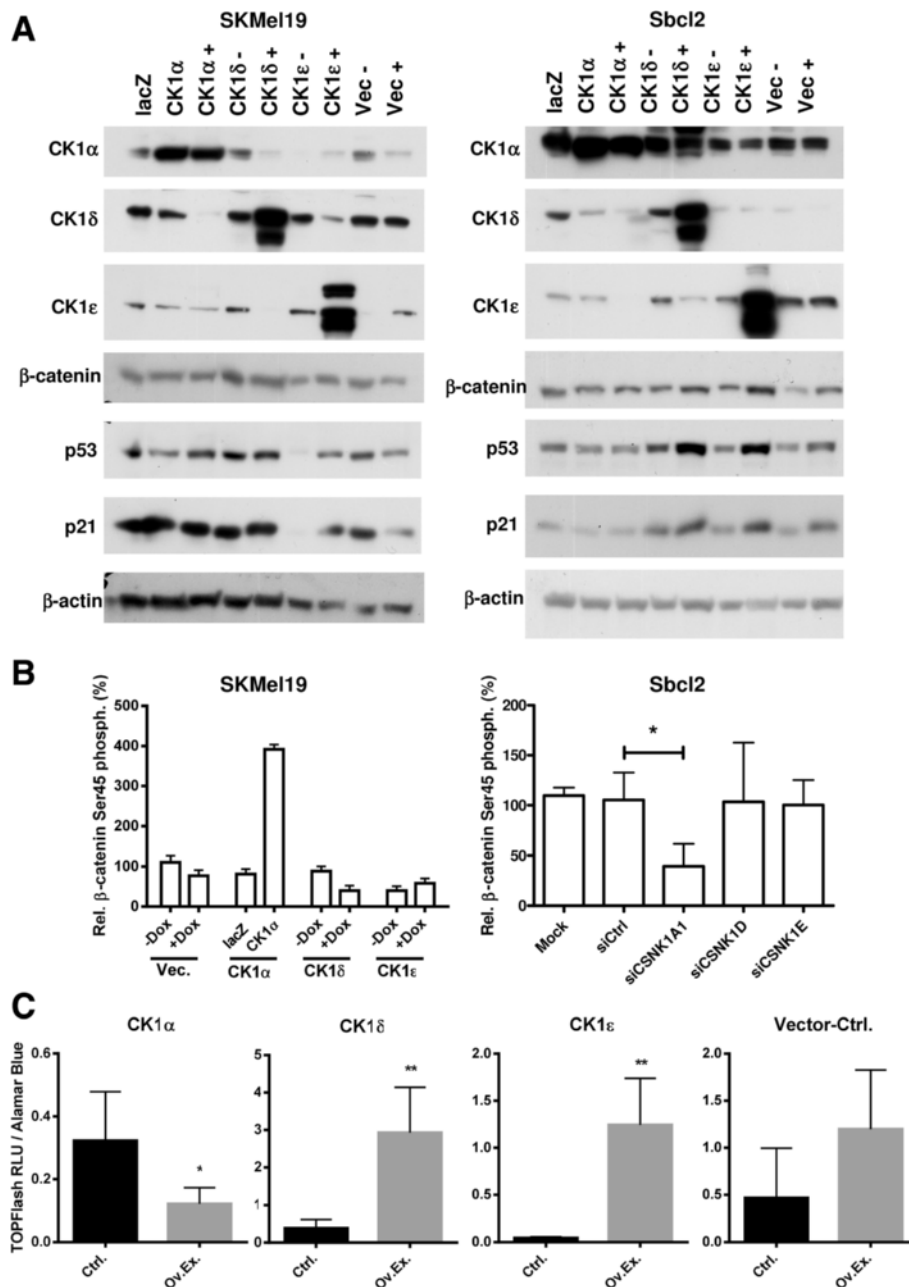 A
SKMel19
Sbcl2
lacZ CK1α CK1α + CK1δ - CK1δ + CK1ε - CK1ε + Vec - Vec +
lacZ CK1α CK1α + CK1δ - CK1δ + CK1ε - CK1ε + Vec - Vec +
CK1α
CK1δ
CK1ε
β-catenin
p53
p21
β-actin
CK1α
CK1δ
CK1ε
β-catenin
p53
p21
β-actin
B
SKMel19
Rel. β-catenin Ser45 phosph. (%)
500
400
300
200
100
0
-Dox +Dox lacZ CK1α -Dox +Dox -Dox +Dox
Vec. CK1α CK1δ CK1ε
Sbcl2
Rel. β-catenin Ser45 phosph. (%)
200
150
100
50
0
*
Mock siCtrl siCSNK1A1 siCSNK1D siCSNK1E
C
TOPFlash RLU / Alamar Blue
CK1α
0.6
0.4
0.2
0.0
*
Ctrl. Ov.Ex.
CK1δ
5
4
3
2
1
0
**
Ctrl. Ov.Ex.
CK1ε
2.0
1.5
1.0
0.5
0.0
**
Ctrl. Ov.Ex.
Vector-Ctrl.
2.0
1.5
1.0
0.5
0.0
Ctrl. Ov.Ex.